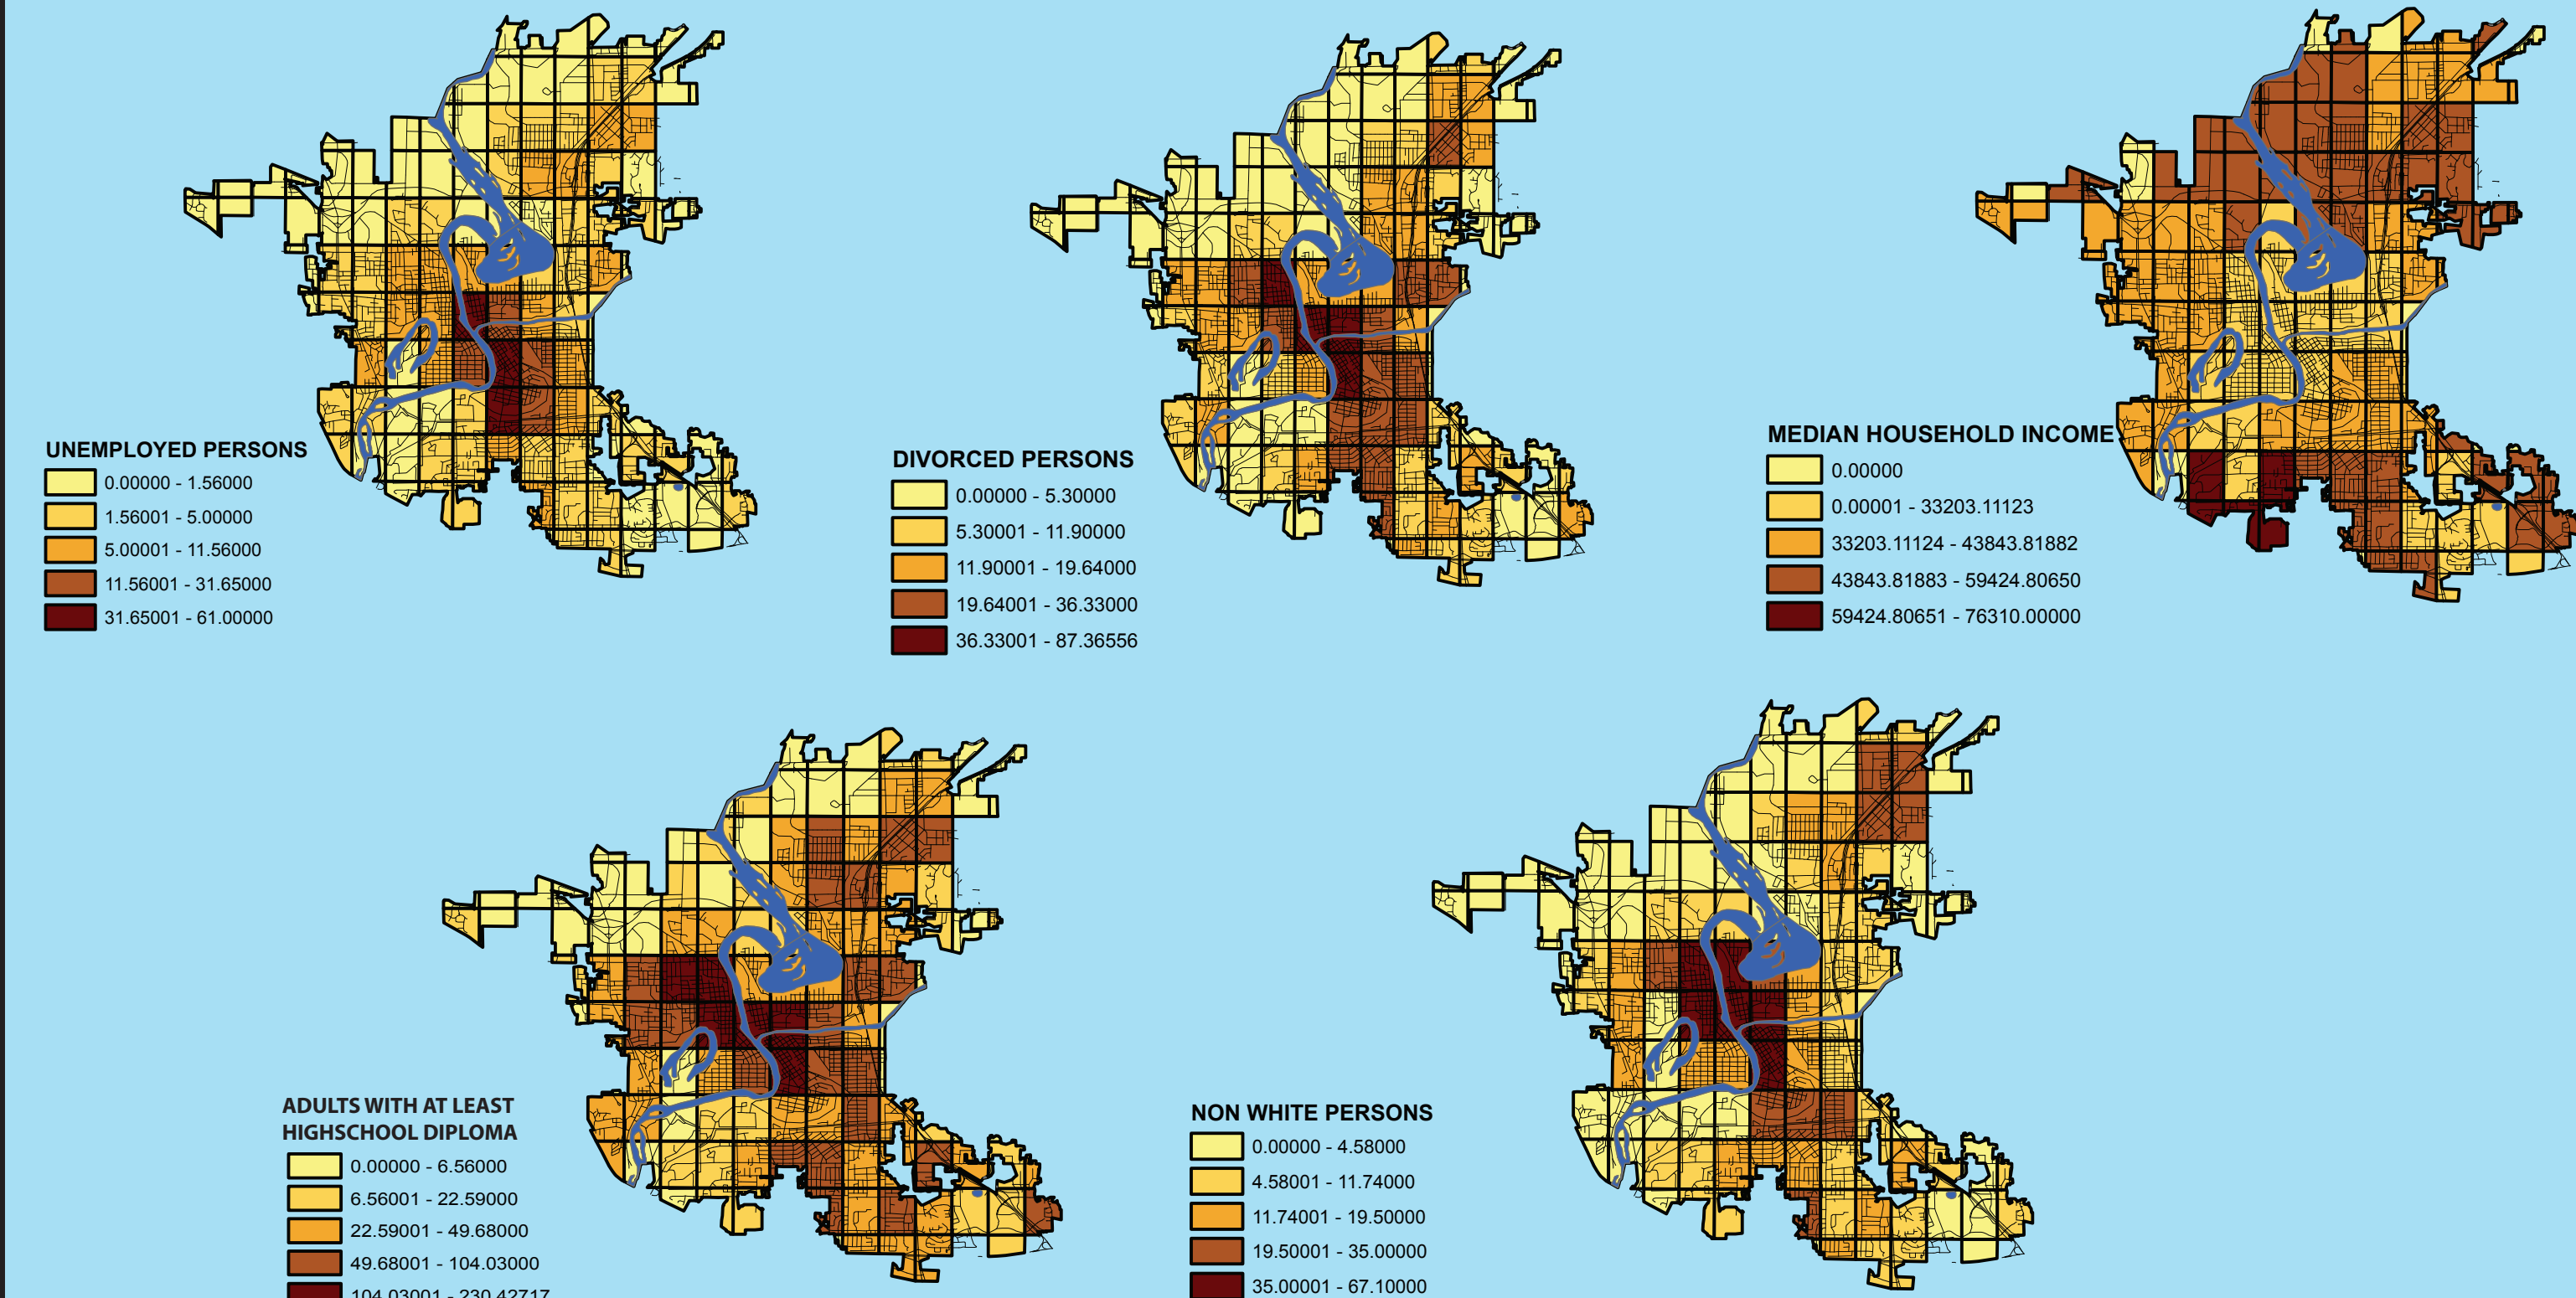 UNEMPLOYED PERSONS
0.00000 - 1.56000
1.56001 - 5.00000
5.00001 - 11.56000
11.56001 - 31.65000
31.65001 - 61.00000
DIVORCED PERSONS
0.00000 - 5.30000
5.30001 - 11.90000
11.90001 - 19.64000
19.64001 - 36.33000
36.33001 - 87.36556
MEDIAN HOUSEHOLD INCOME
0.00000
0.00001 - 33203.11123
33203.11124 - 43843.81882
43843.81883 - 59424.80650
59424.80651 - 76310.00000
ADULTS WITH AT LEAST
HIGHSCHOOL DIPLOMA
0.00000 - 6.56000
6.56001 - 22.59000
22.59001 - 49.68000
49.68001 - 104.03000
104.03001 - 230.42717
NON WHITE PERSONS
0.00000 - 4.58000
4.58001 - 11.74000
11.74001 - 19.50000
19.50001 - 35.00000
35.00001 - 67.10000